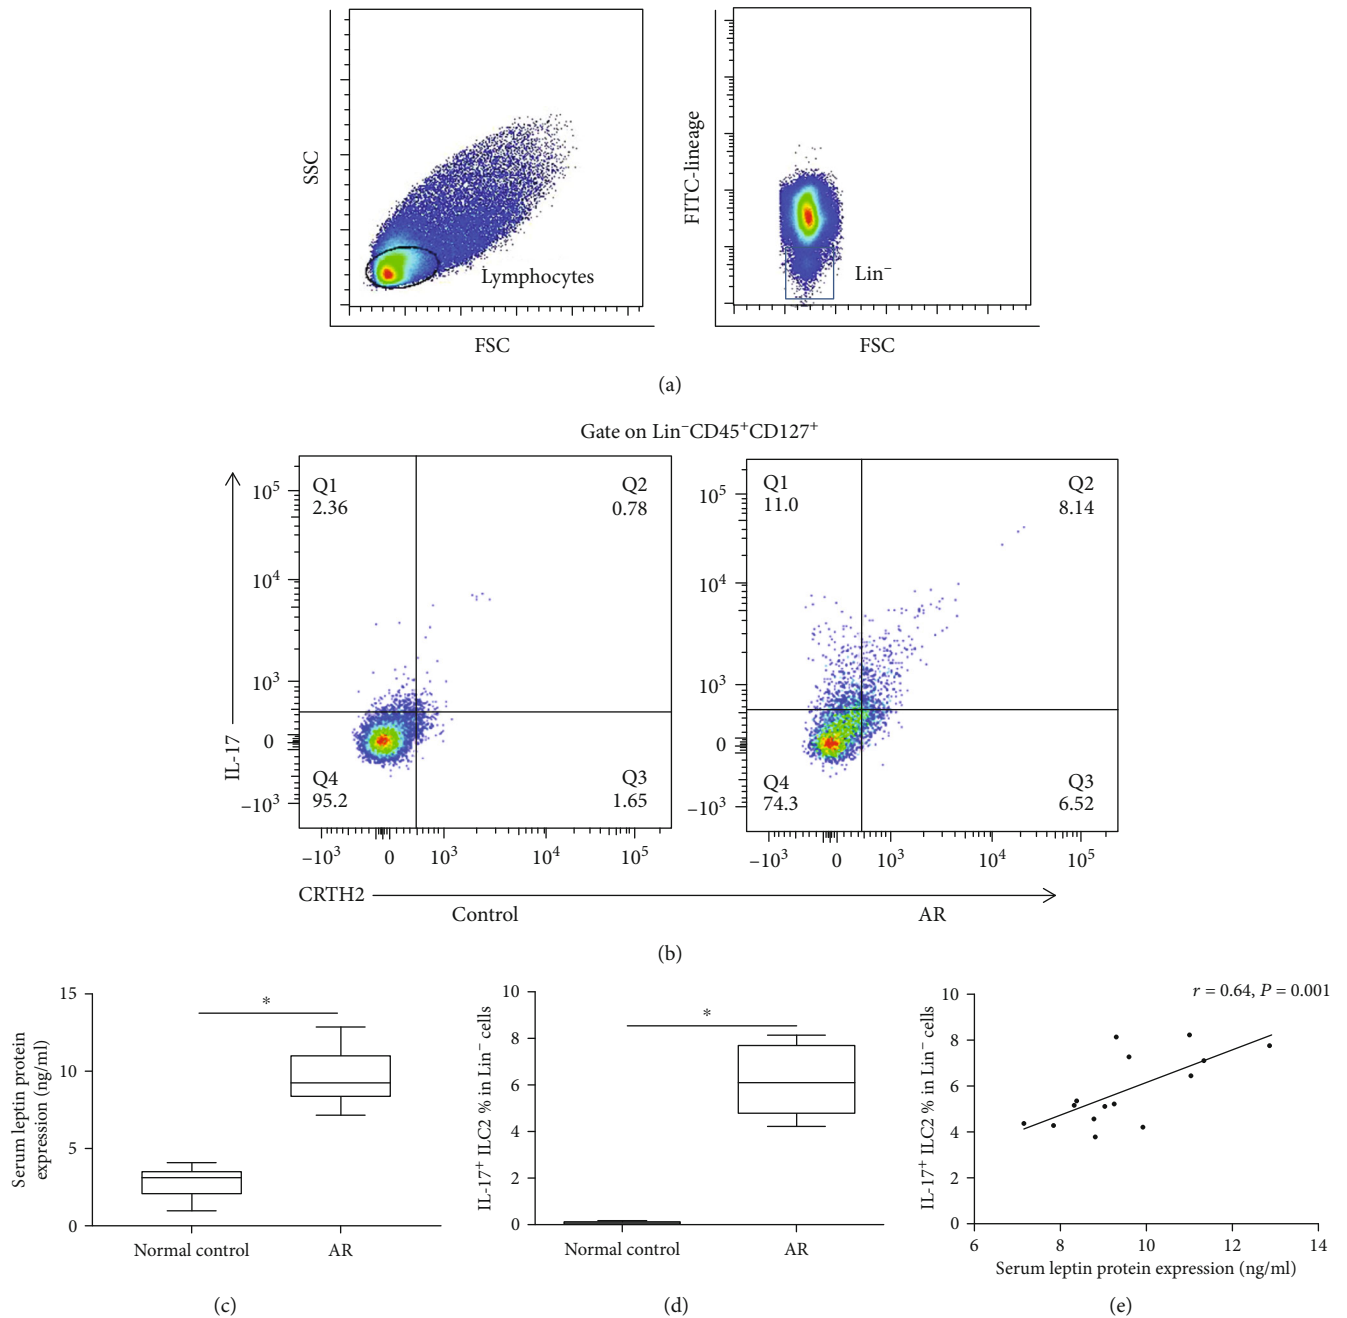 SSC
Lymphocytes
FSC
FITC-lineage
Lin⁻
FSC
(a)
Gate on Lin⁻CD45⁺CD127⁺
IL-17
10⁵
10⁴
10³
0
−10³
Q1
2.36
Q2
0.78
Q4
95.2
Q3
1.65
−10³ 0 10³ 10⁴ 10⁵
10⁵
10⁴
10³
0
−10³
Q1
11.0
Q2
8.14
Q4
74.3
Q3
6.52
−10³ 0 10³ 10⁴ 10⁵
CRTH2
Control
AR
(b)
Serum leptin protein
expression (ng/ml)
15
10
5
0
*
Normal control
AR
(c)
IL-17⁺ ILC2 % in Lin⁻ cells
10
8
6
4
2
0
*
Normal control
AR
(d)
IL-17⁺ ILC2 % in Lin⁻ cells
10
8
6
4
2
0
r = 0.64, P = 0.001
6 8 10 12 14
Serum leptin protein expression (ng/ml)
(e)